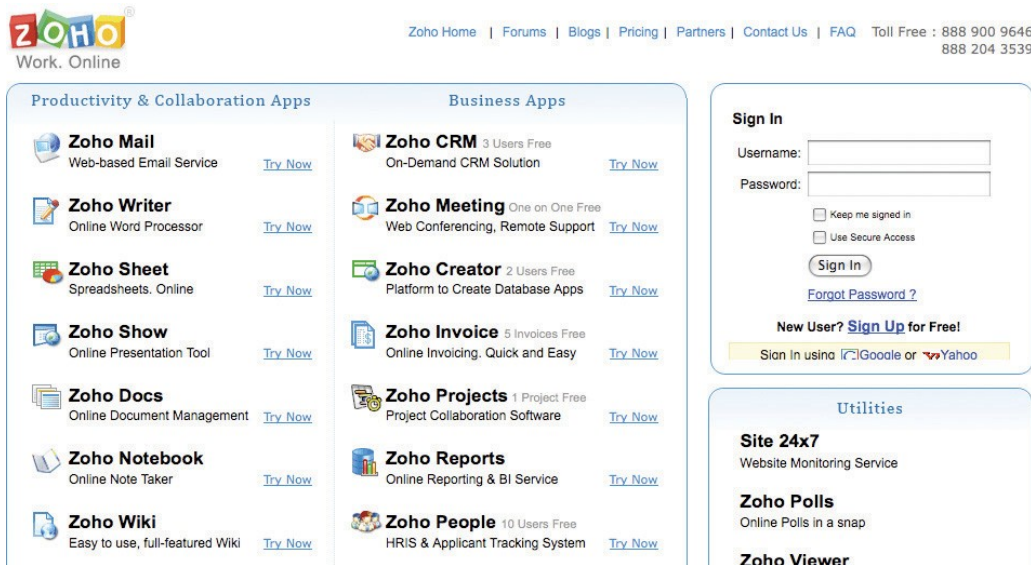 ZOHO
Work. Online
Zoho Home | Forums | Blogs | Pricing | Partners | Contact Us | FAQ Toll Free : 888 900 9646
888 204 3539
Productivity & Collaboration Apps
Zoho Mail
Web-based Email Service Try Now
Zoho Writer
Online Word Processor Try Now
Zoho Sheet
Spreadsheets. Online Try Now
Zoho Show
Online Presentation Tool Try Now
Zoho Docs
Online Document Management Try Now
Zoho Notebook
Online Note Taker Try Now
Zoho Wiki
Easy to use, full-featured Wiki Try Now
Business Apps
Zoho CRM 3 Users Free
On-Demand CRM Solution Try Now
Zoho Meeting One on One Free
Web Conferencing, Remote Support Try Now
Zoho Creator 2 Users Free
Platform to Create Database Apps Try Now
Zoho Invoice 5 Invoices Free
Online Invoicing. Quick and Easy Try Now
Zoho Projects 1 Project Free
Project Collaboration Software Try Now
Zoho Reports
Online Reporting & BI Service Try Now
Zoho People 10 Users Free
HRIS & Applicant Tracking System Try Now
Sign In
Username:
Password:
Keep me signed in
Use Secure Access
Sign In
Forgot Password ?
New User? Sign Up for Free!
Sign In using Google or Yahoo
Utilities
Site 24x7
Website Monitoring Service
Zoho Polls
Online Polls in a snap
Zoho Viewer